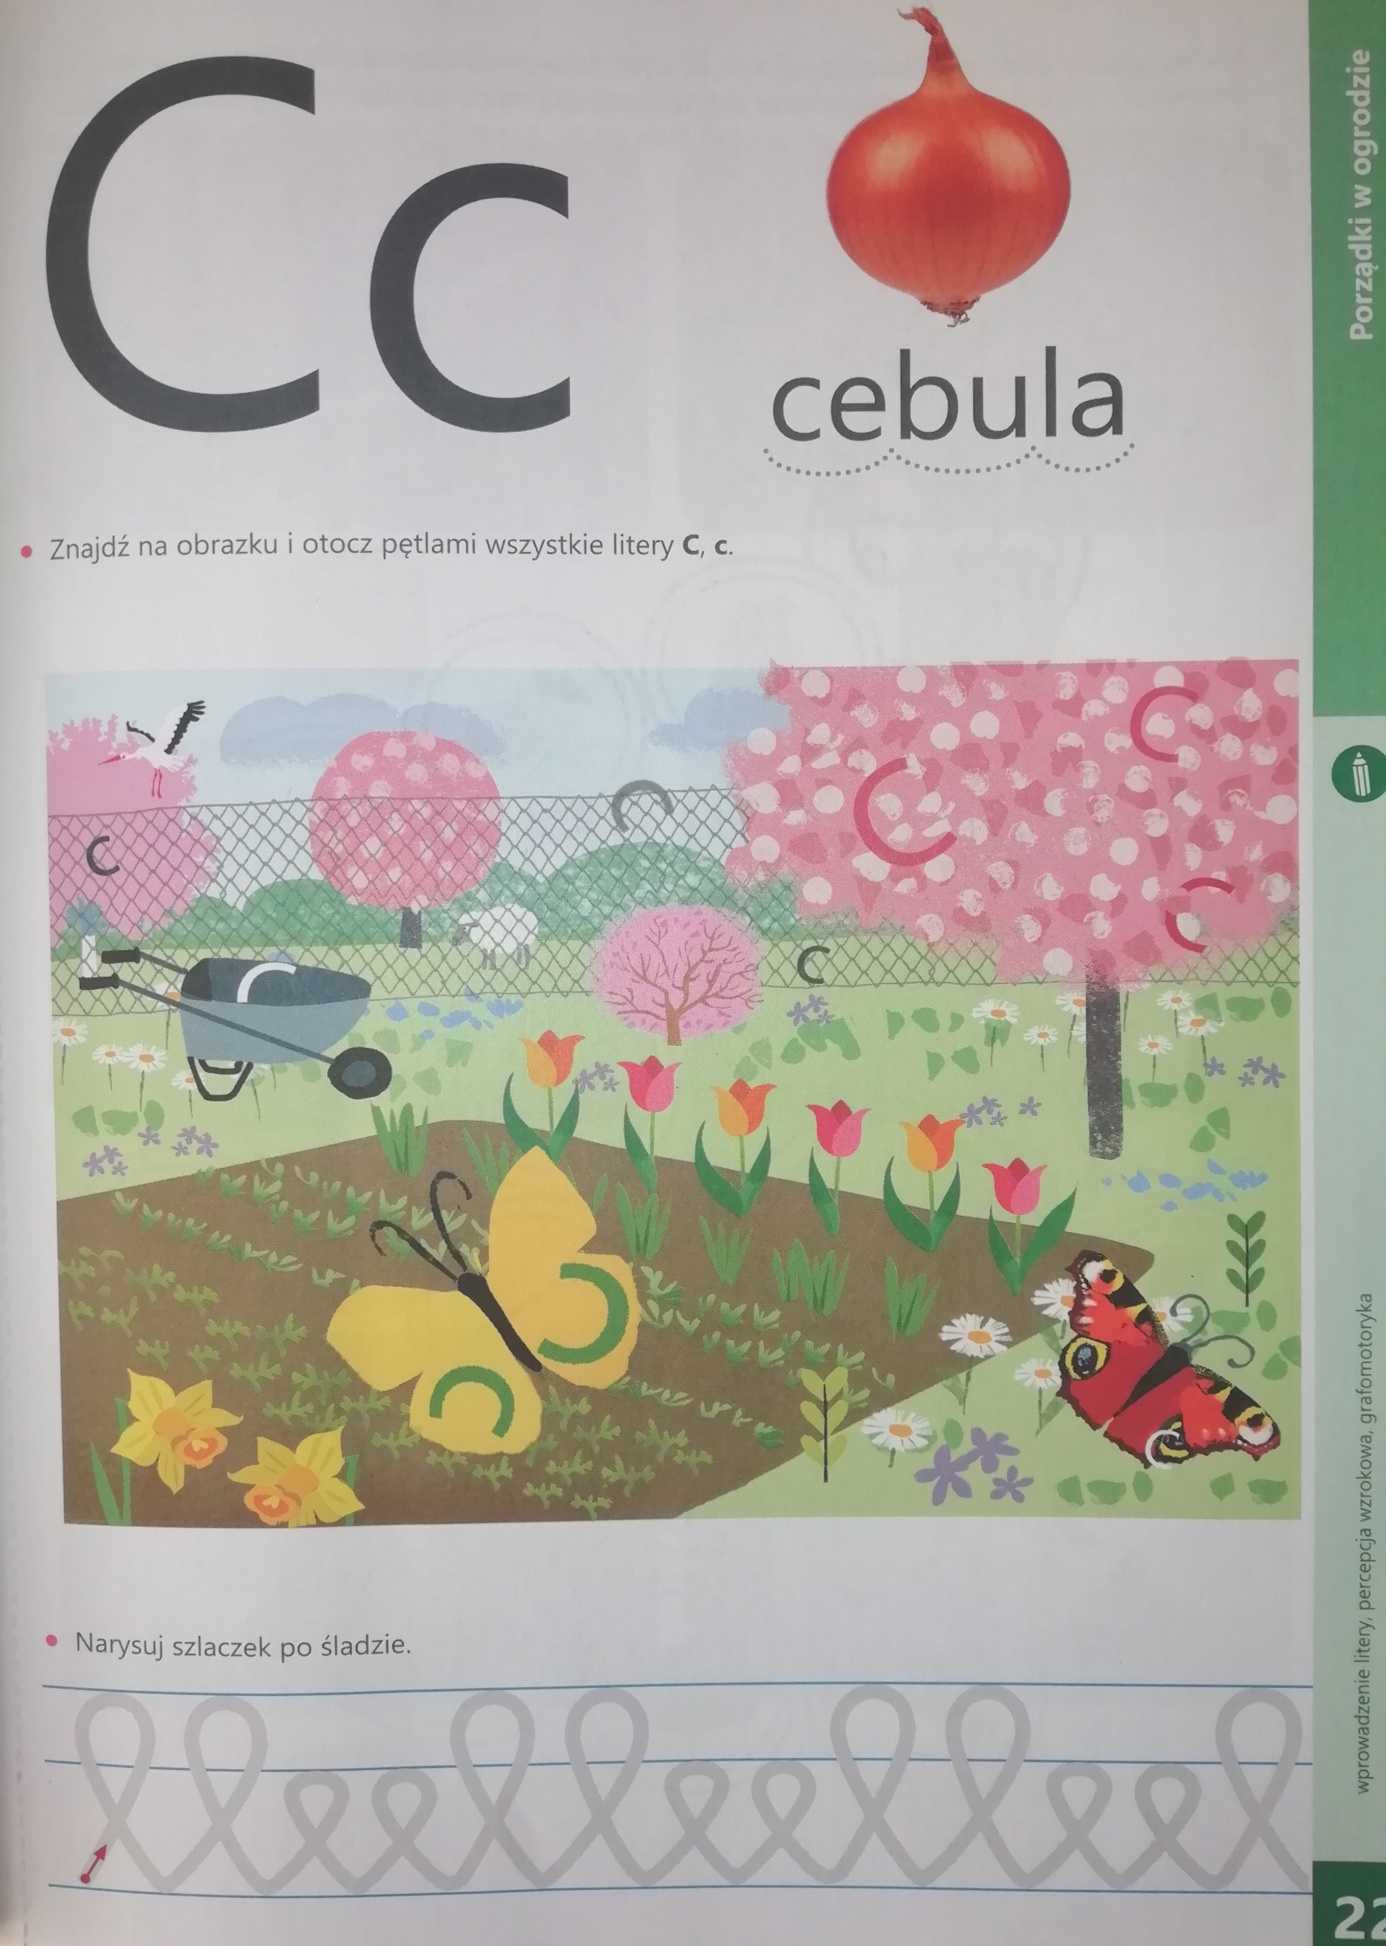 C c
cebula
Znajdź na obrazku i otocz pętlami wszystkie litery C, c.
C
C
C
C
C
C
C
C
C
C
C
Narysuj szlaczek po śladzie.
Porządki w ogrodzie
wprowadzenie litery, percepcja wzrokowa, grafomotoryka
22